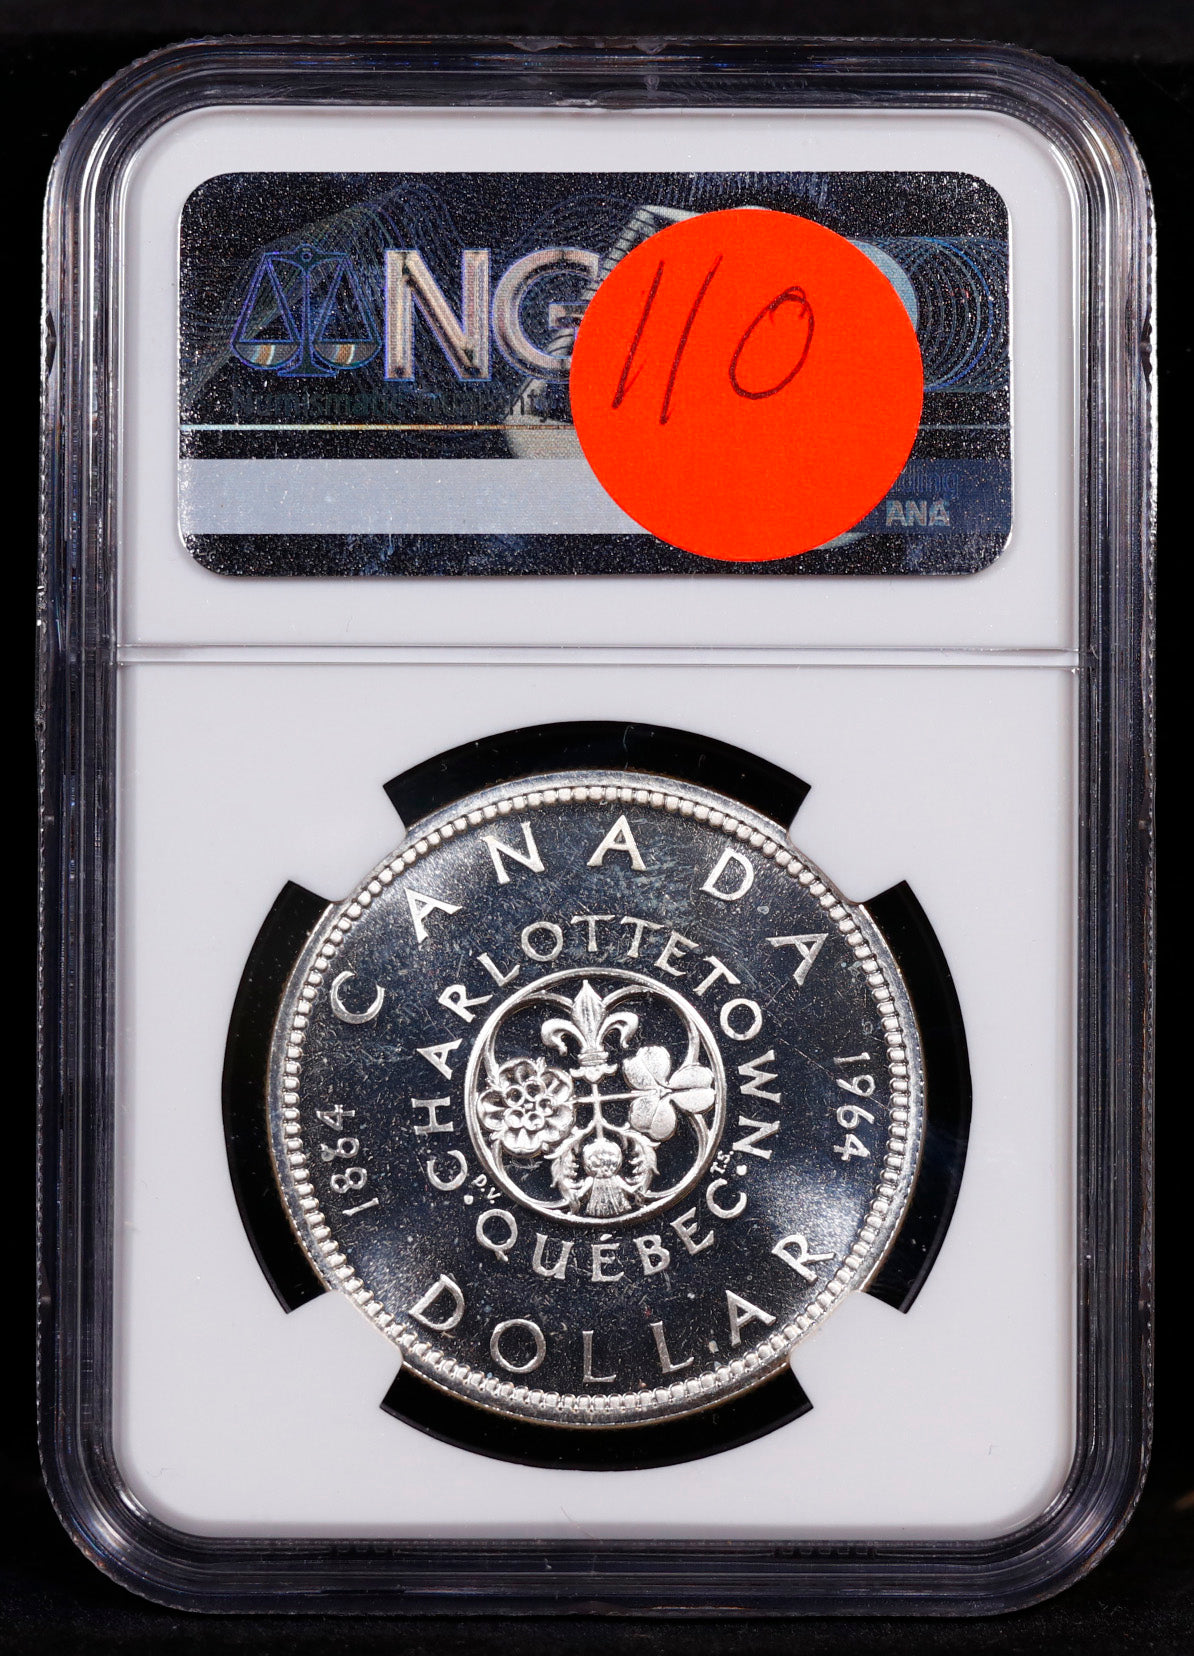 NG
110
ANA
CANADA
CHARLOTTETOWN
1864
1964
P.V.
T.S.
·QUÉBEC·
DOLLAR